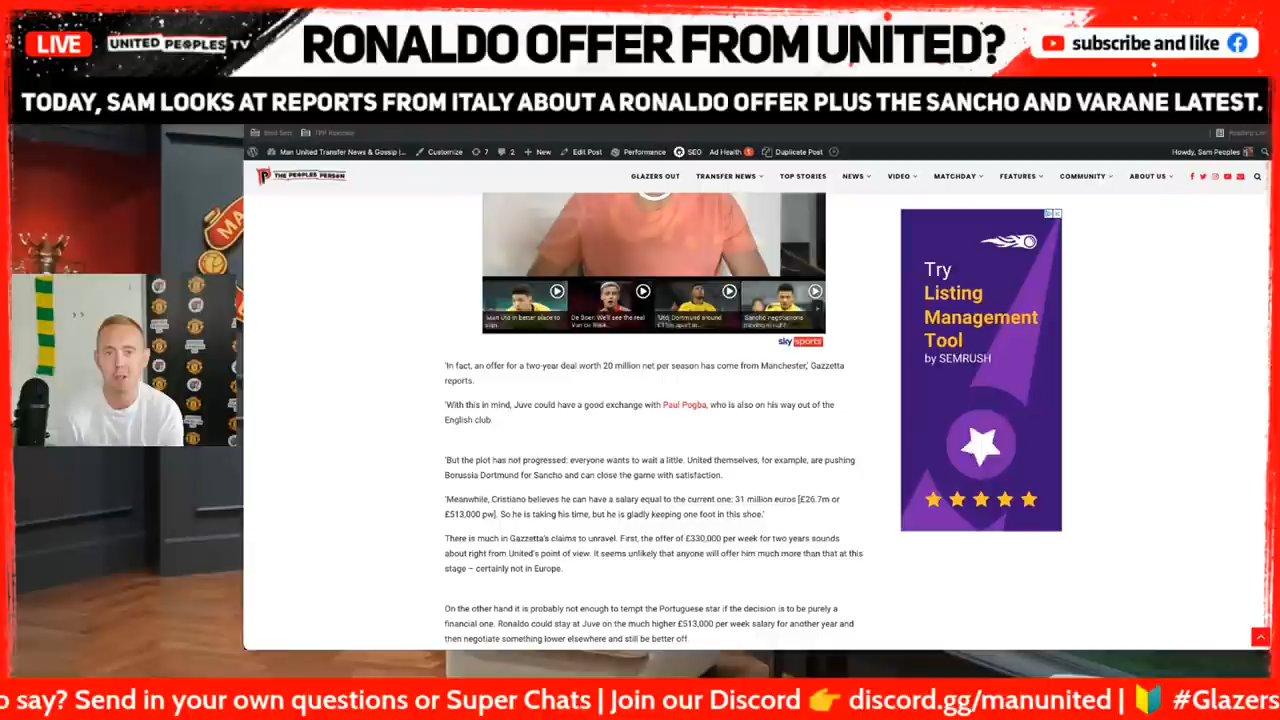 LIVE
UNITED PEOPLES TV
RONALDO OFFER FROM UNITED?
subscribe and like
TODAY, SAM LOOKS AT REPORTS FROM ITALY ABOUT A RONALDO OFFER PLUS THE SANCHO AND VARANE LATEST.
Man United Transfer News & Gossip |...
Customize
7
2
New
Edit Post
Performance
SEO
Ad Health
Duplicate Post
Howdy, Sam Peoples
THE PEOPLES PERSON
GLAZERS OUT
TRANSFER NEWS
TOP STORIES
NEWS
VIDEO
MATCHDAY
FEATURES
COMMUNITY
ABOUT US
sky sports
'In fact, an offer for a two-year deal worth 20 million net per season has come from Manchester,' Gazzetta
reports.
'With this in mind, Juve could have a good exchange with Paul Pogba, who is also on his way out of the
English club.
'But the plot has not progressed: everyone wants to wait a little. United themselves, for example, are pushing
Borussia Dortmund for Sancho and can close the game with satisfaction.
'Meanwhile, Cristiano believes he can have a salary equal to the current one: 31 million euros [£26.7m or
£513,000 pw]. So he is taking his time, but he is gladly keeping one foot in this shoe.'
There is much in Gazzetta's claims to unravel. First, the offer of £330,000 per week for two years sounds
about right from United's point of view. It seems unlikely that anyone will offer him much more than that at this
stage – certainly not in Europe.
On the other hand it is probably not enough to tempt the Portuguese star if the decision is to be purely a
financial one. Ronaldo could stay at Juve on the much higher £513,000 per week salary for another year and
then negotiate something lower elsewhere and still be better off.
Try
Listing
Management
Tool
by SEMRUSH
o say? Send in your own questions or Super Chats | Join our Discord 👉 discord.gg/manunited | 🔰 #Glazers